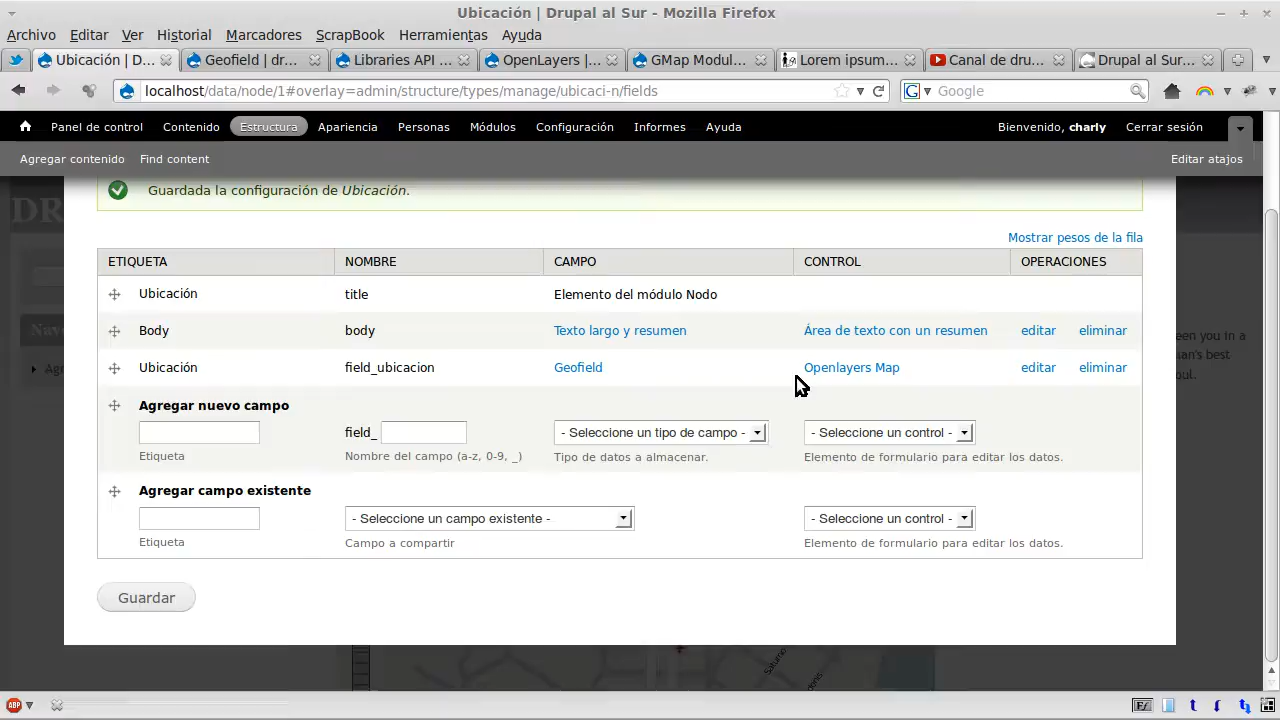 Ubicación | Drupal al Sur - Mozilla Firefox
Archivo Editar Ver Historial Marcadores ScrapBook Herramientas Ayuda
Ubicación | D... Geofield | dr... Libraries API ... OpenLayers |... GMap Modul... Lorem ipsum... Canal de dru... Drupal al Sur...
localhost/data/node/1#overlay=admin/structure/types/manage/ubicaci-n/fields Google
Panel de control Contenido Estructura Apariencia Personas Módulos Configuración Informes Ayuda Bienvenido, charly Cerrar sesión
Agregar contenido Find content Editar atajos
Guardada la configuración de Ubicación.
Mostrar pesos de la fila
ETIQUETA NOMBRE CAMPO CONTROL OPERACIONES
Ubicación title Elemento del módulo Nodo
Body body Texto largo y resumen Área de texto con un resumen editar eliminar
Ubicación field_ubicacion Geofield Openlayers Map editar eliminar
Agregar nuevo campo
field_ - Seleccione un tipo de campo - - Seleccione un control -
Etiqueta Nombre del campo (a-z, 0-9, _) Tipo de datos a almacenar. Elemento de formulario para editar los datos.
Agregar campo existente
- Seleccione un campo existente - - Seleccione un control -
Etiqueta Campo a compartir Elemento de formulario para editar los datos.
Guardar
ABP